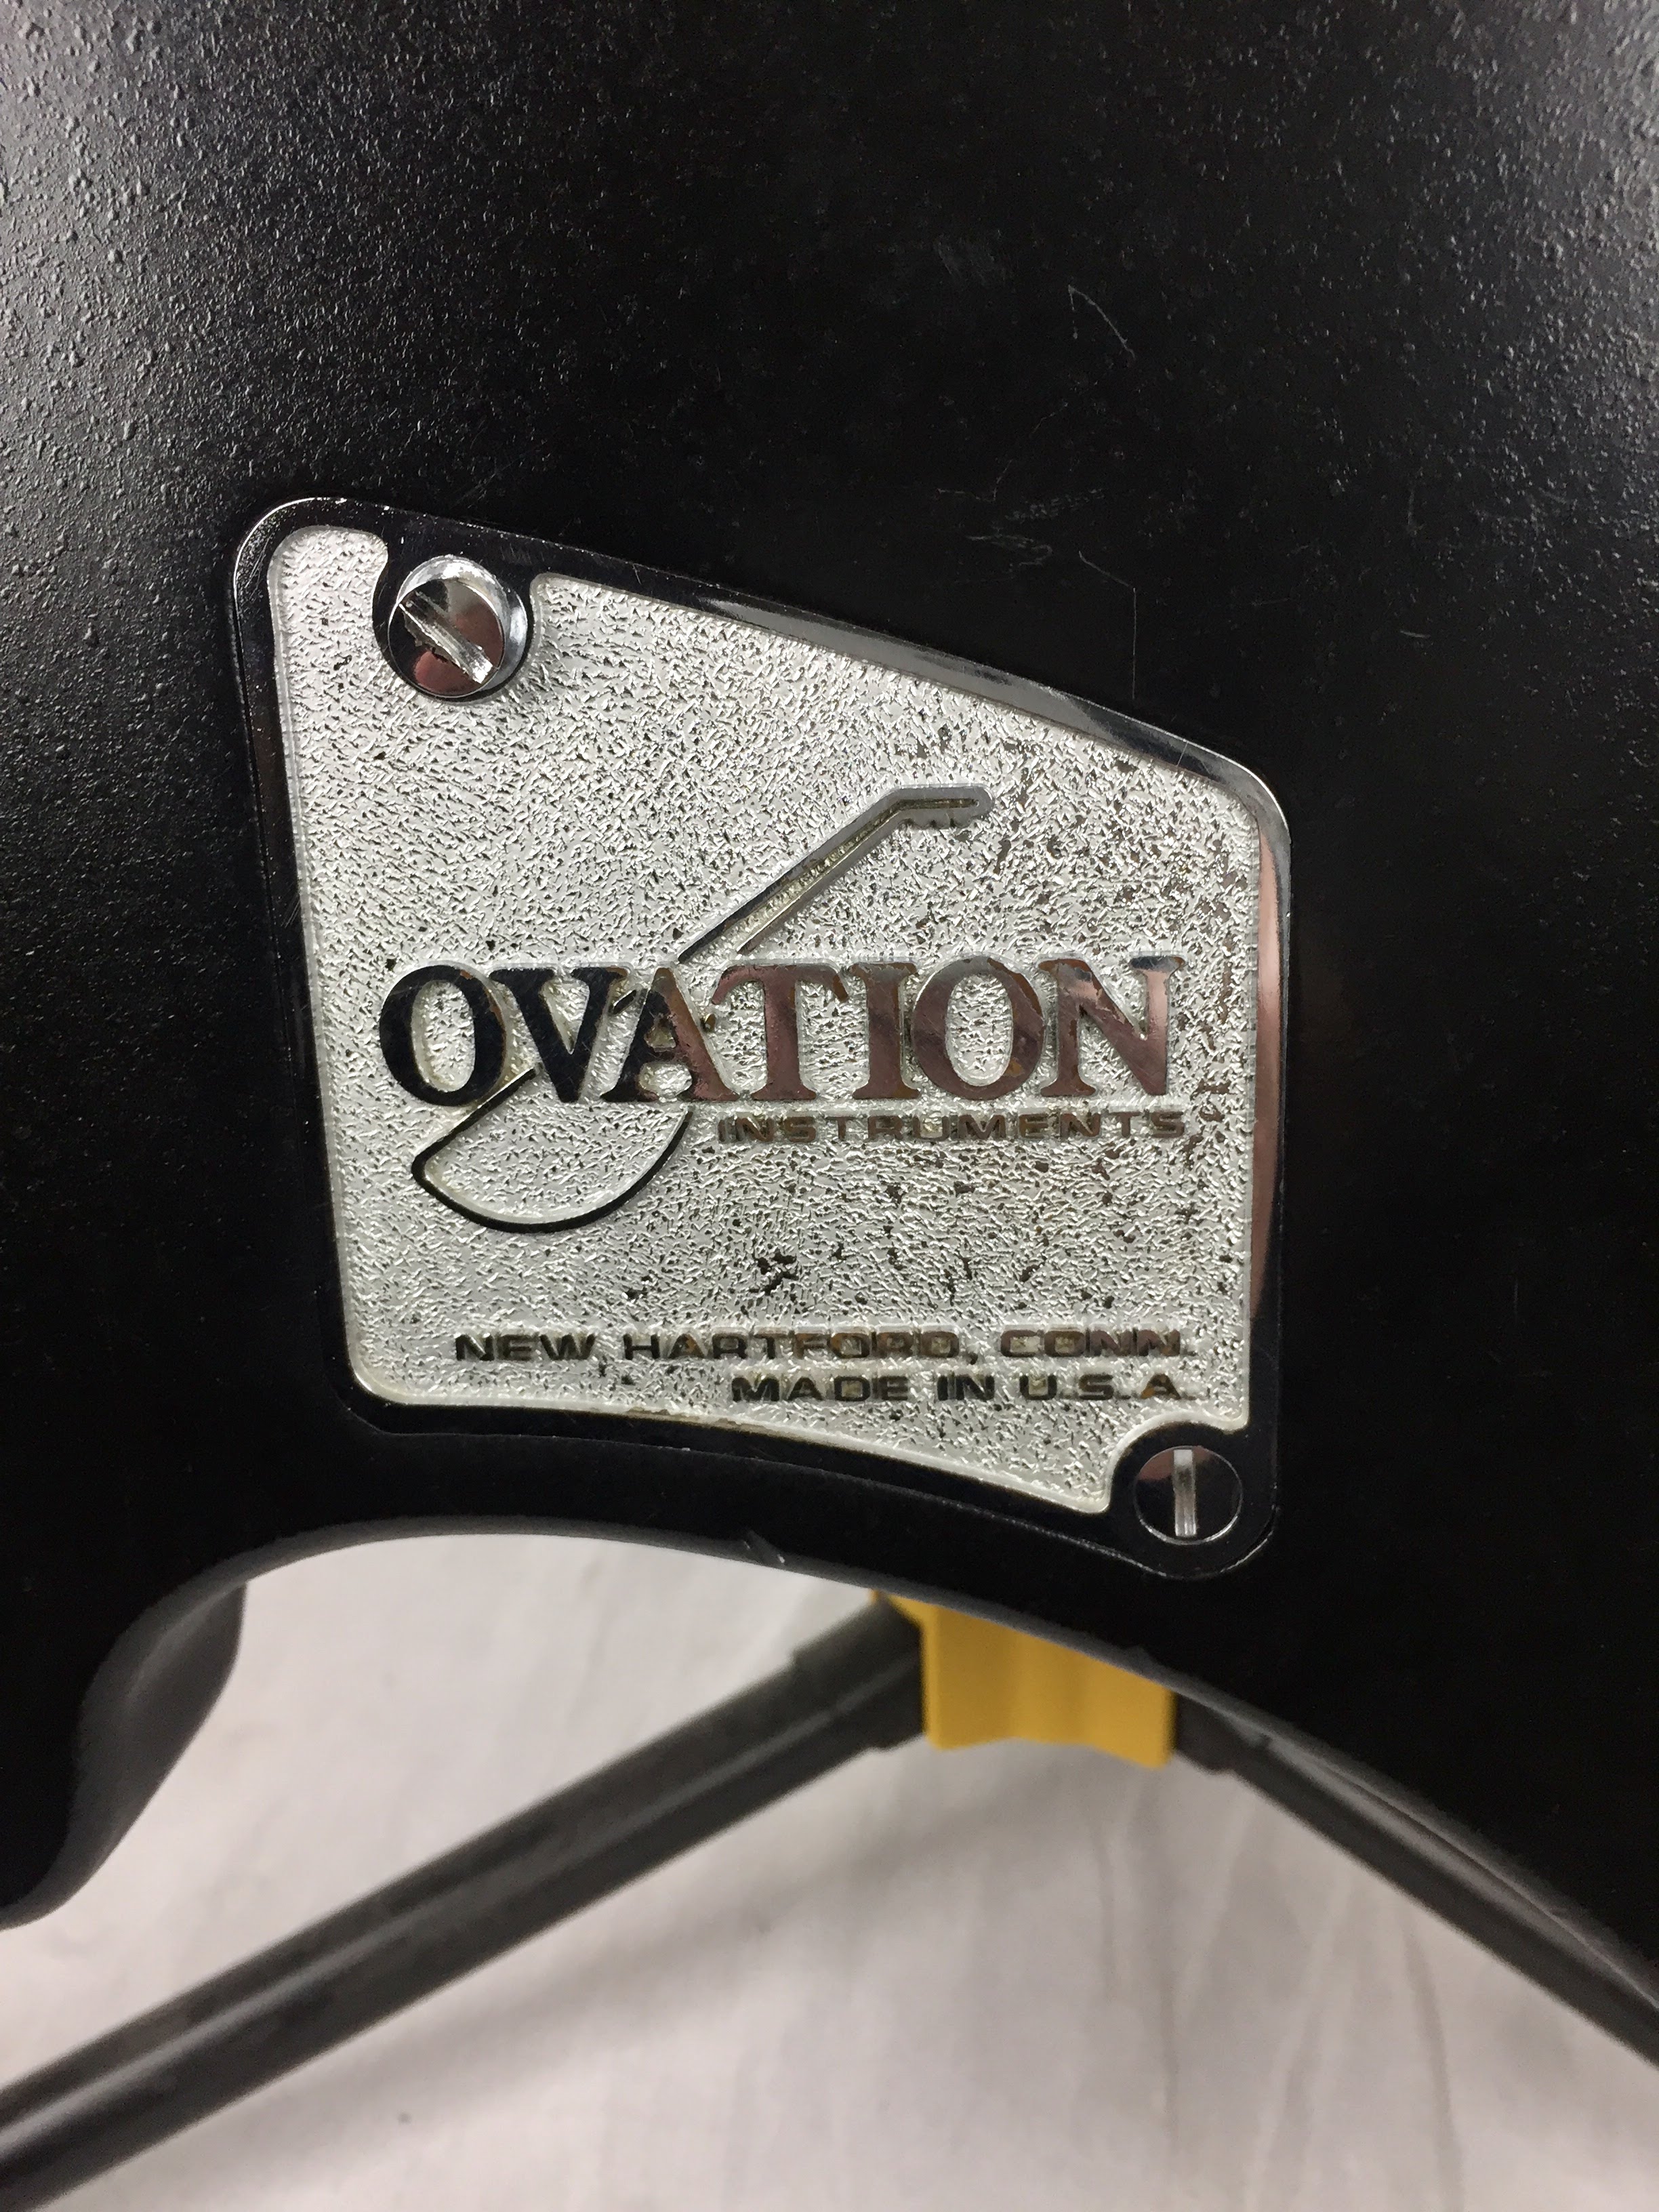 OVATION
INSTRUMENTS
NEW HARTFORD, CONN.
MADE IN U.S.A.